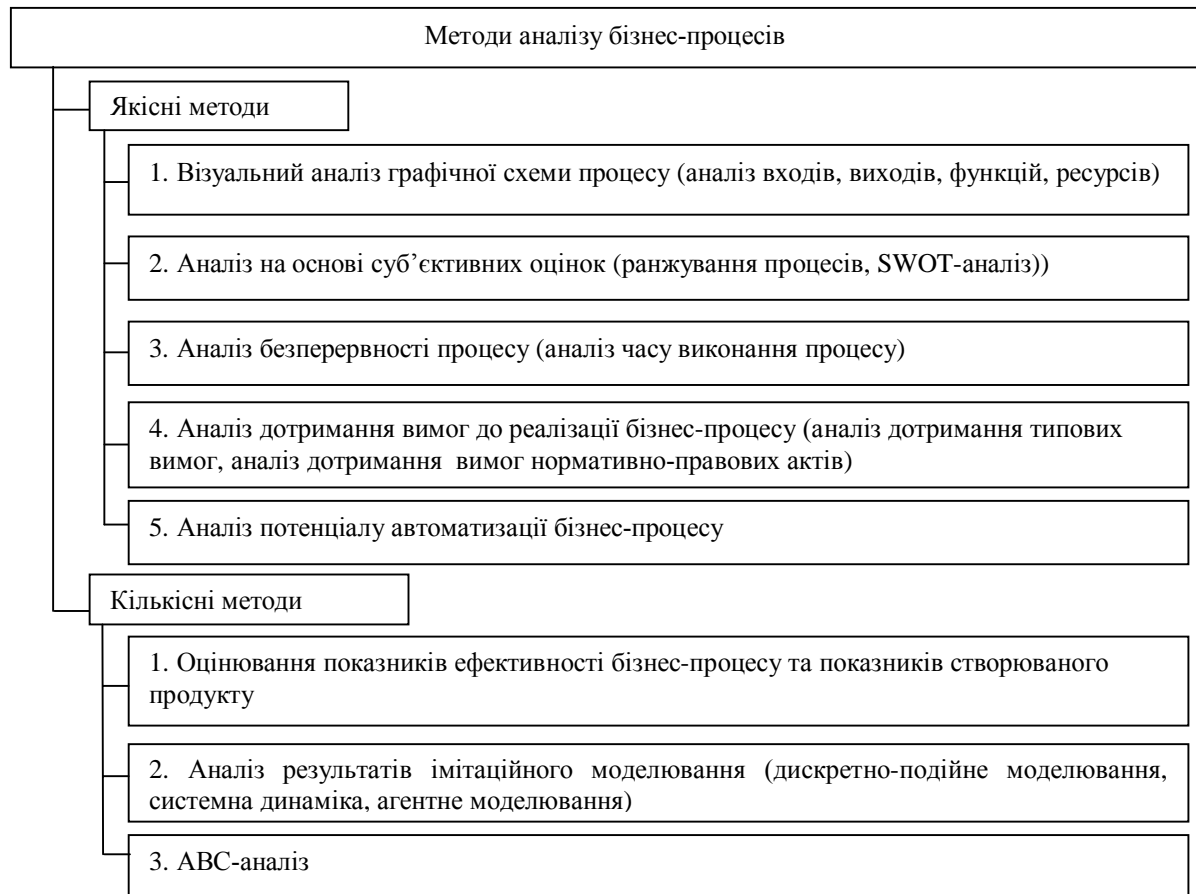 Методи аналізу бізнес-процесів
Якісні методи
1. Візуальний аналіз графічної схеми процесу (аналіз входів, виходів, функцій, ресурсів)
2. Аналіз на основі суб’єктивних оцінок (ранжування процесів, SWOT-аналіз))
3. Аналіз безперервності процесу (аналіз часу виконання процесу)
4. Аналіз дотримання вимог до реалізації бізнес-процесу (аналіз дотримання типових
вимог, аналіз дотримання вимог нормативно-правових актів)
5. Аналіз потенціалу автоматизації бізнес-процесу
Кількісні методи
1. Оцінювання показників ефективності бізнес-процесу та показників створюваного
продукту
2. Аналіз результатів імітаційного моделювання (дискретно-подійне моделювання,
системна динаміка, агентне моделювання)
3. АВС-аналіз